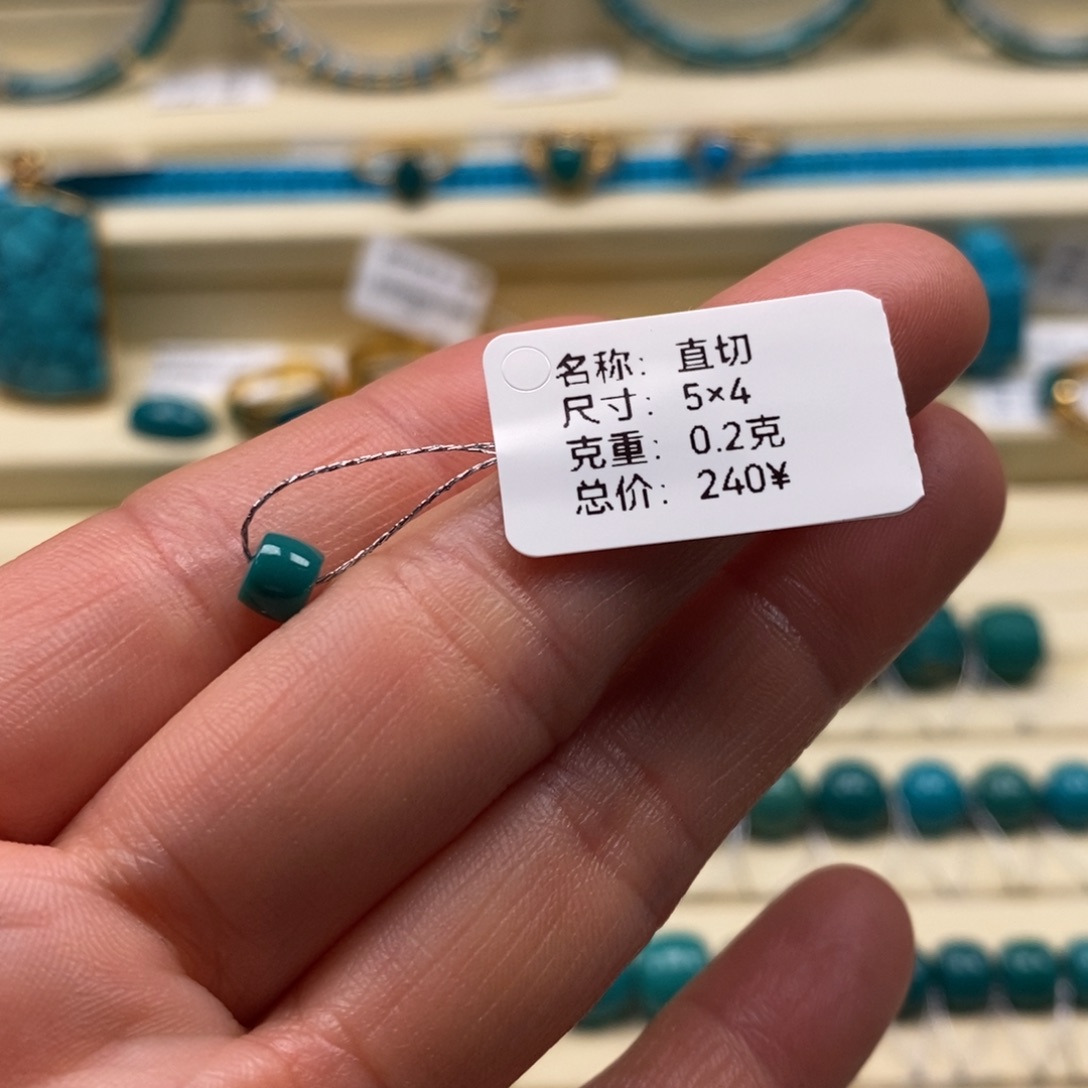 名称: 直切
尺寸: 5×4
克重: 0.2克
总价: 240¥